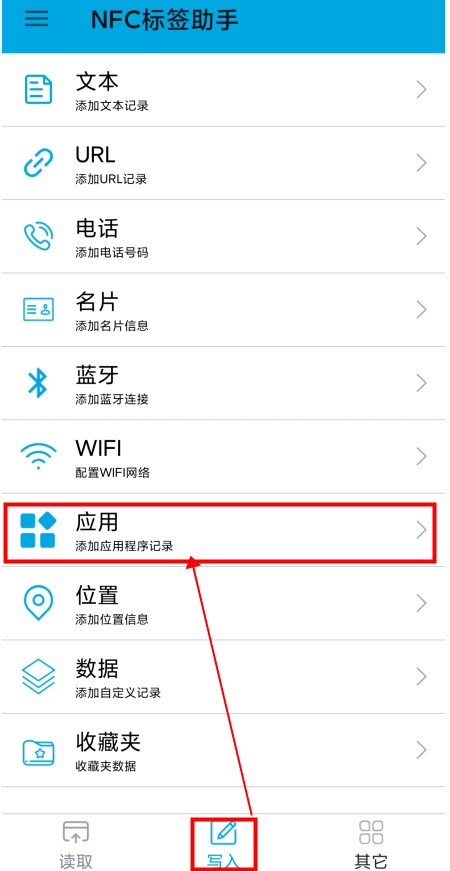 NFC标签助手
文本
添加文本记录
URL
添加URL记录
电话
添加电话号码
名片
添加名片信息
蓝牙
添加蓝牙连接
WIFI
配置WIFI网络
应用
添加应用程序记录
位置
添加位置信息
数据
添加自定义记录
收藏夹
收藏夹数据
读取
写入
其它